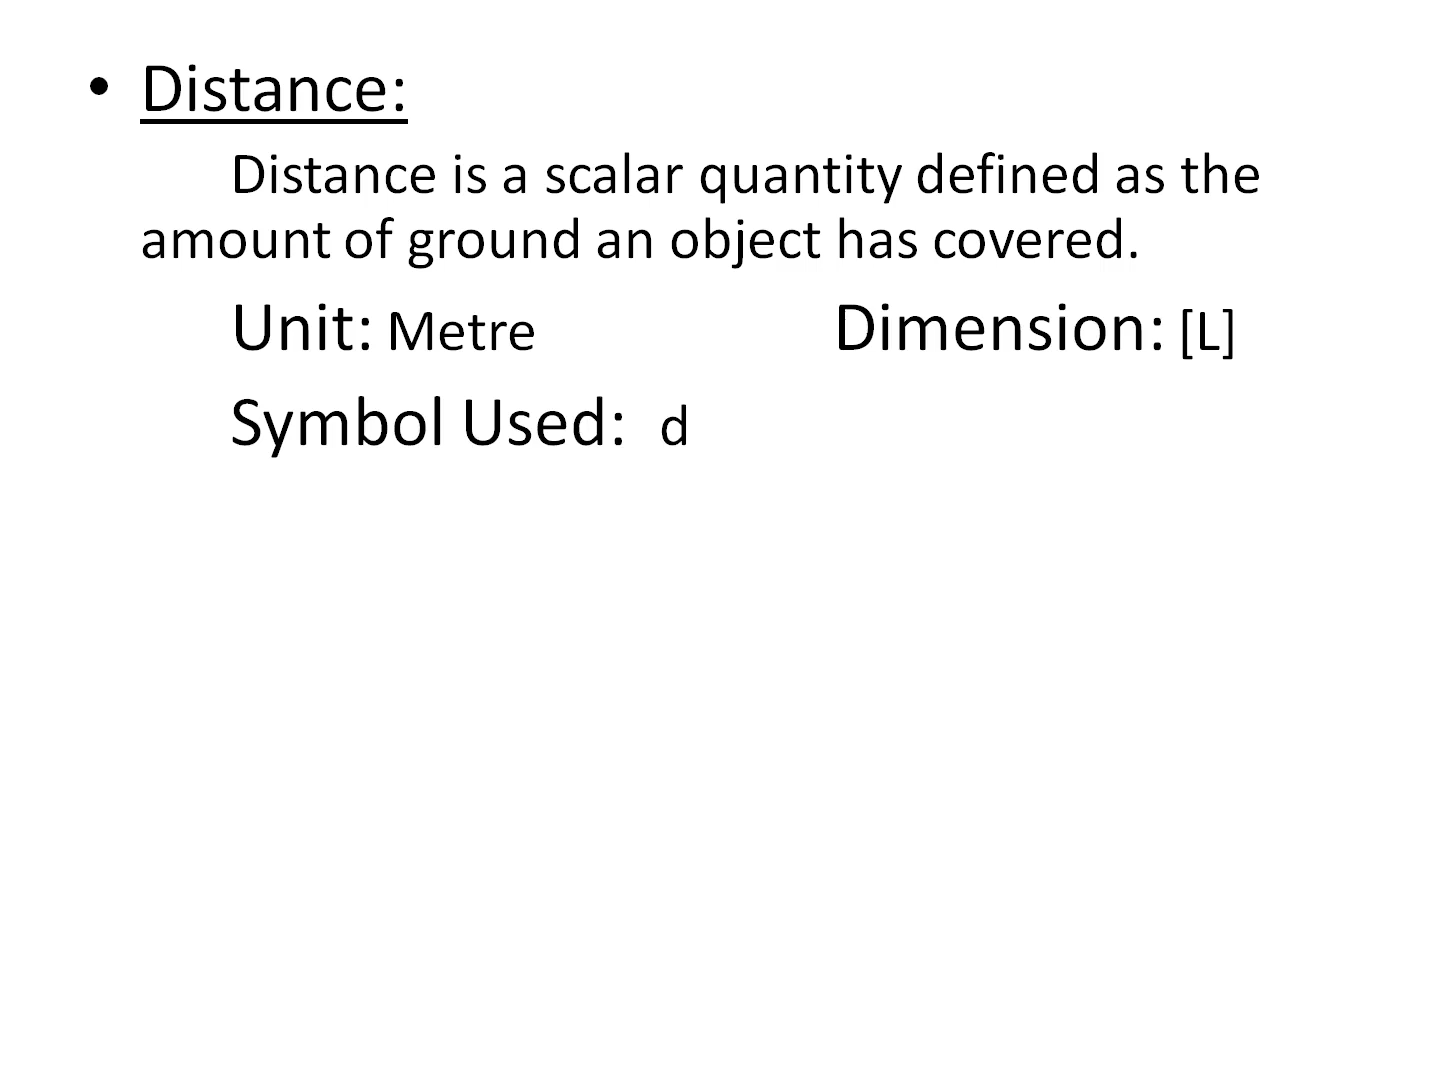 • Distance:
Distance is a scalar quantity defined as the
amount of ground an object has covered.
Unit: Metre Dimension: [L]
Symbol Used: d